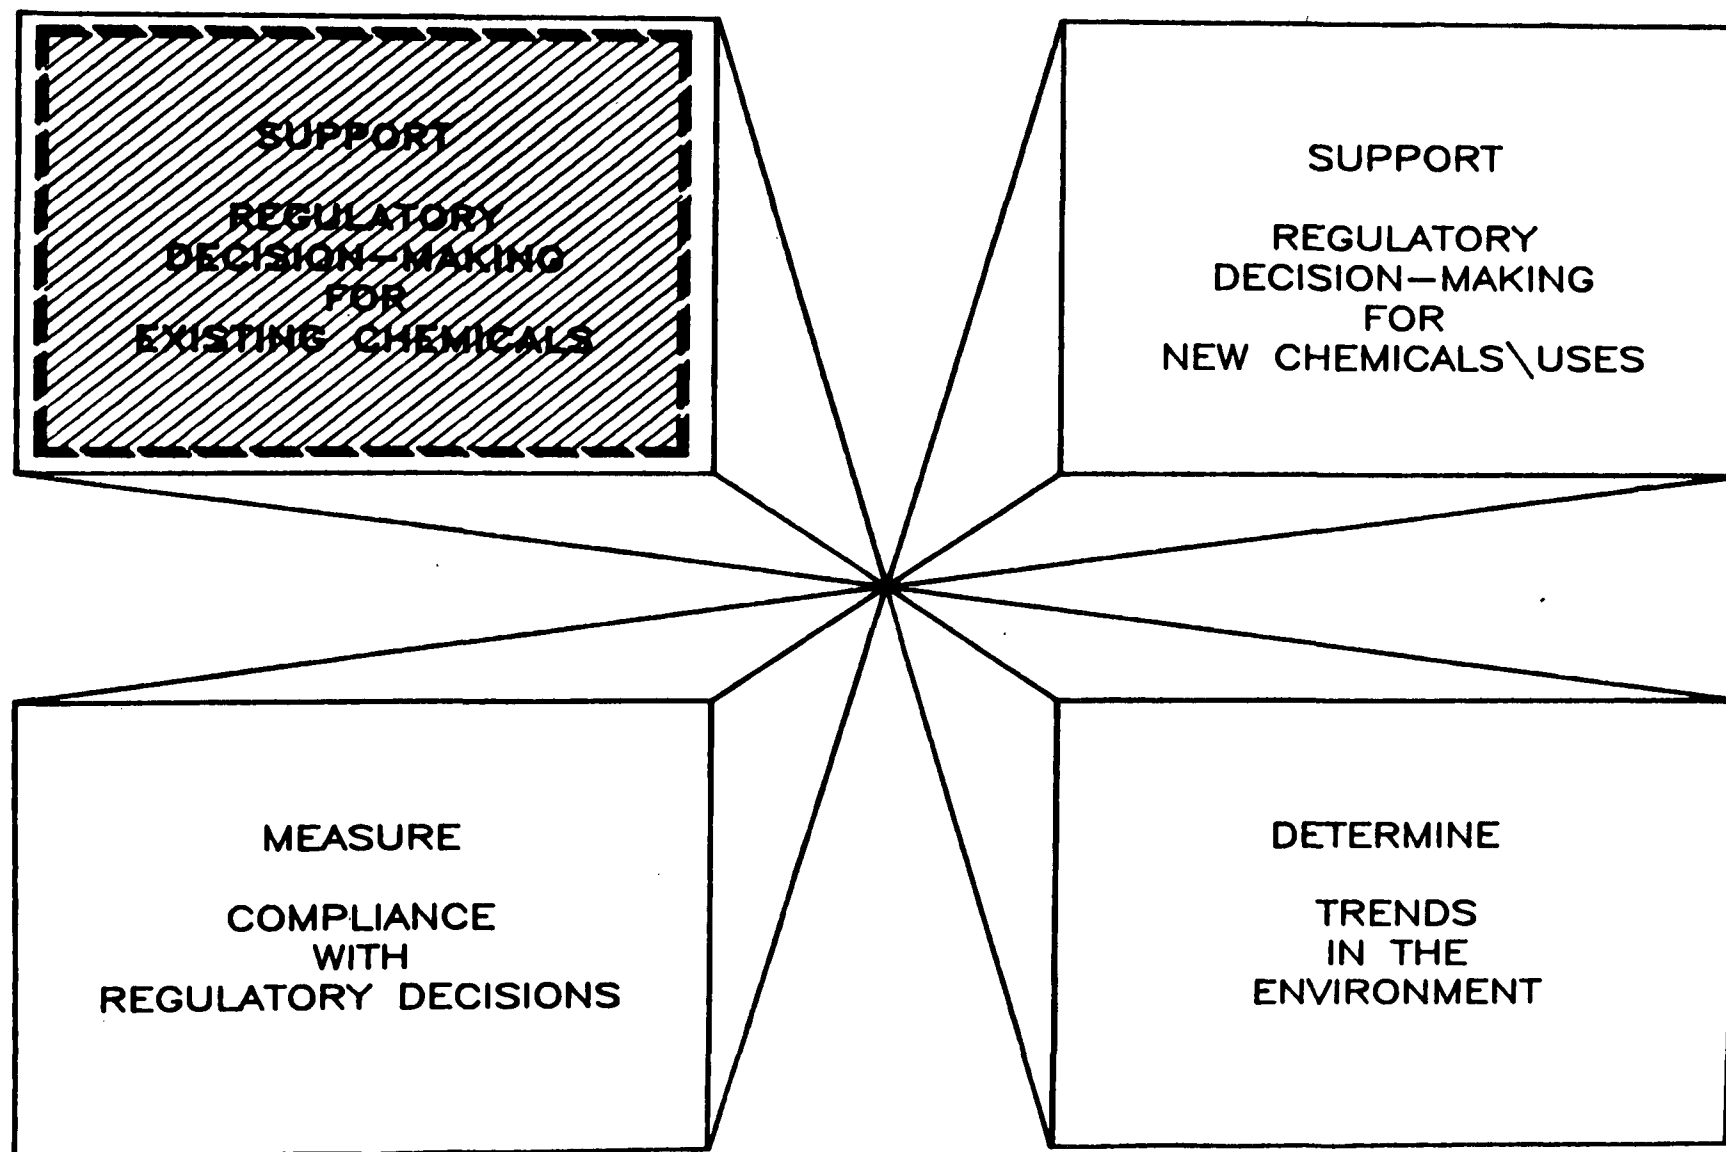 SUPPORT
REGULATORY
DECISION-MAKING
FOR
EXISTING CHEMICALS
SUPPORT
REGULATORY
DECISION-MAKING
FOR
NEW CHEMICALS\USES
MEASURE
COMPLIANCE
WITH
REGULATORY DECISIONS
DETERMINE
TRENDS
IN THE
ENVIRONMENT